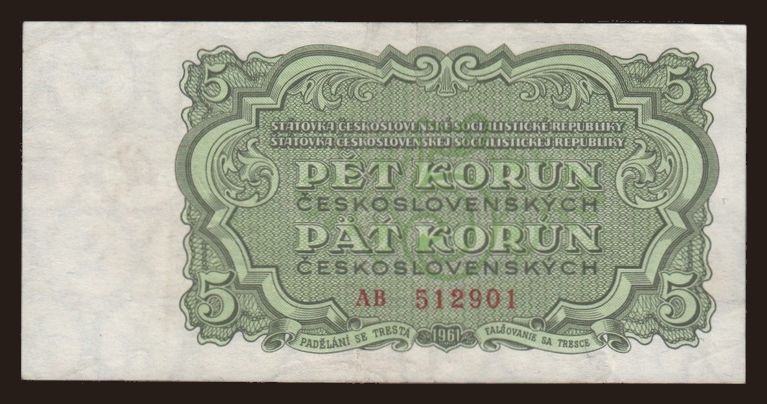 5 5
STÁTOVKA ČESKOSLOVENSKÉ SOCIALISTICKÉ REPUBLIKY
ŠTÁTOVKA ČESKOSLOVENSKEJ SOCIALISTICKEJ REPUBLIKY
PĚT KORUN
ČESKOSLOVENSKÝCH
PÄŤ KORÚN
ČESKOSLOVENSKÝCH
5 5
AB 512901
PADĚLÁNÍ SE TRESTÁ 1961 FALŠOVANIE SA TRESCE